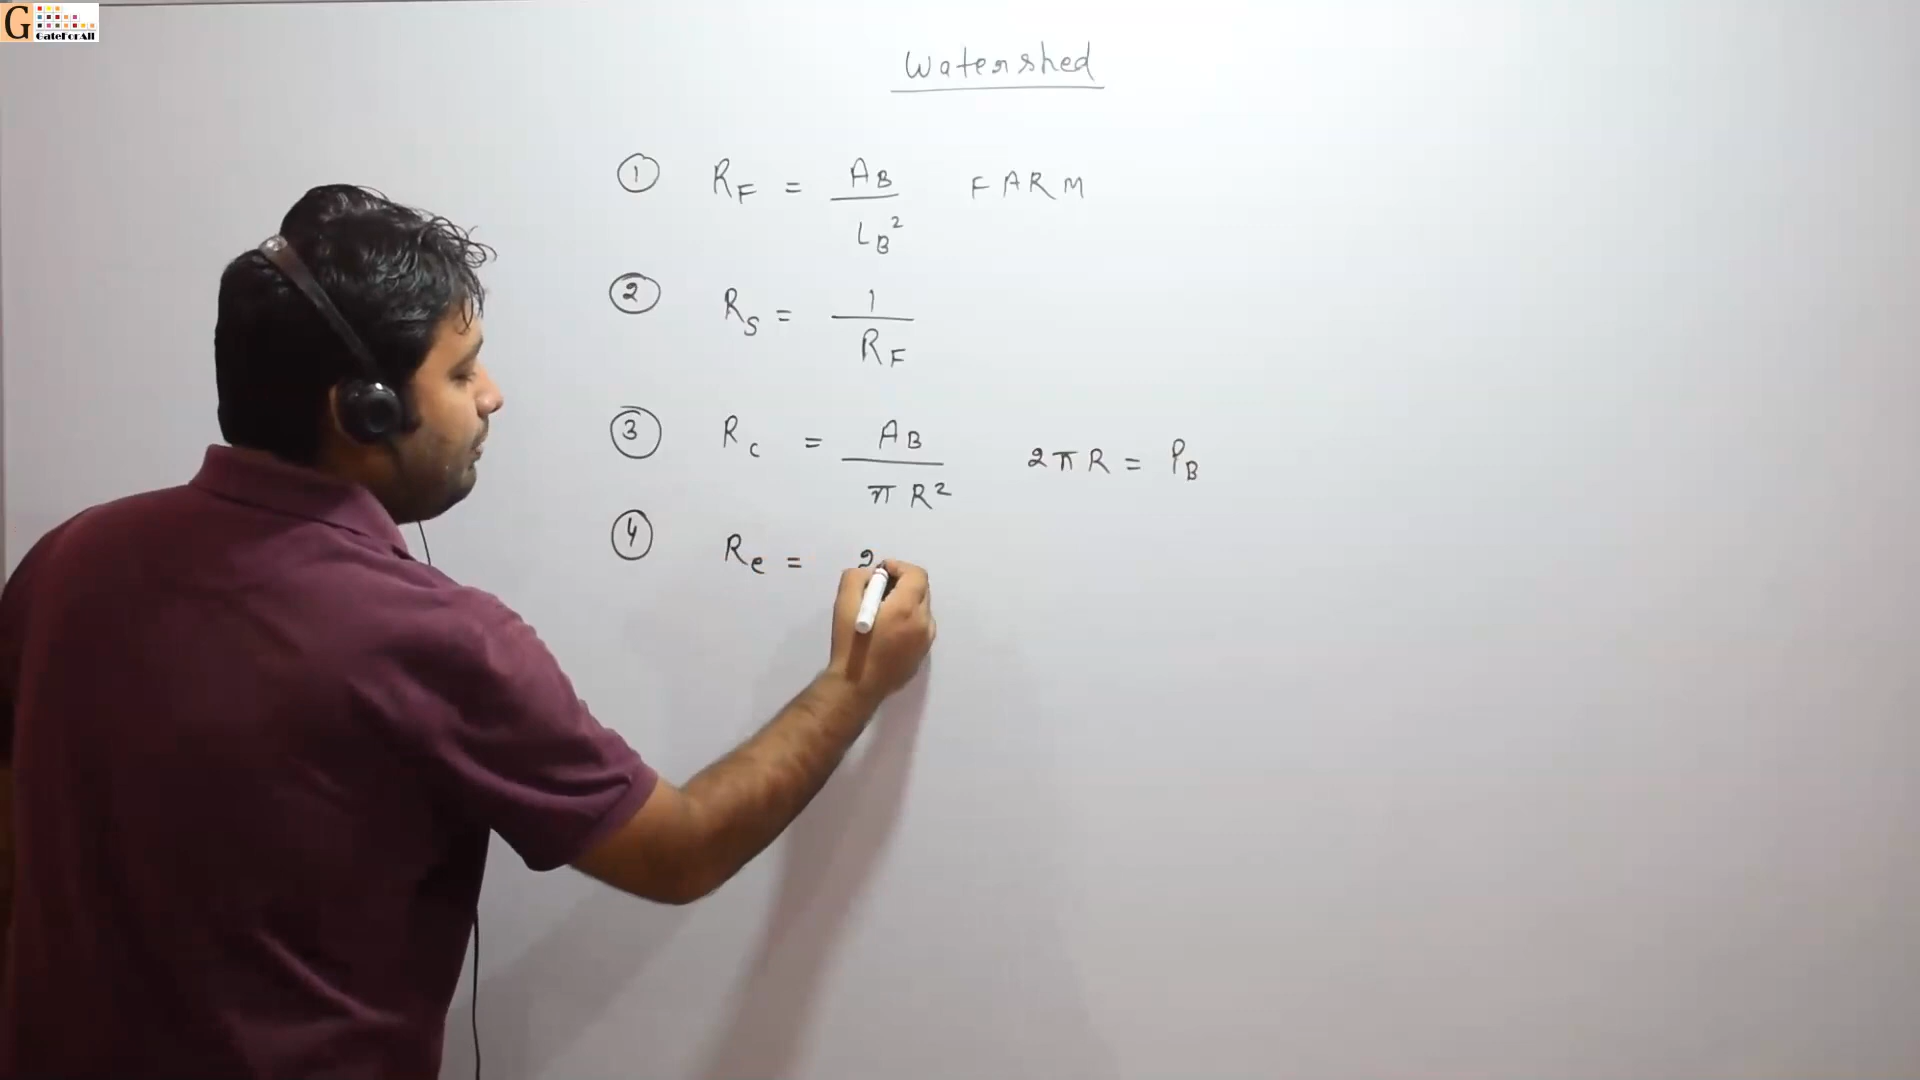 G
GateForAll
Watershed
① R_F = A_B / L_B² FARM
② R_S = 1 / R_F
③ R_c = A_B / π R² 2πR = P_B
④ R_e = 2